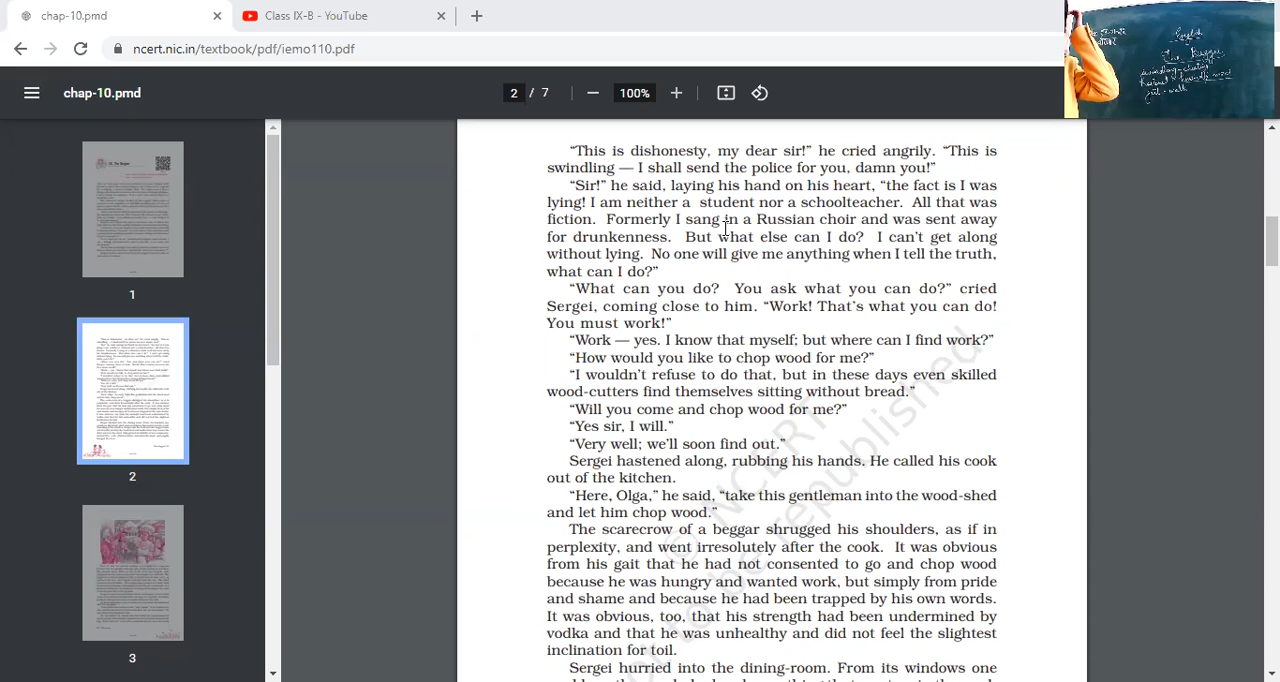 chap-10.pmd
Class IX-B - YouTube
ncert.nic.in/textbook/pdf/iemo110.pdf
English
The Beggar
swindling - cheating
gait - walk
chap-10.pmd
2 / 7
100%
1
2
3
“This is dishonesty, my dear sir!” he cried angrily. “This is
swindling — I shall send the police for you, damn you!”
“Sir!” he said, laying his hand on his heart, “the fact is I was
lying! I am neither a student nor a schoolteacher. All that was
fiction. Formerly I sang in a Russian choir and was sent away
for drunkenness. But what else can I do? I can’t get along
without lying. No one will give me anything when I tell the truth,
what can I do?”
“What can you do? You ask what you can do?” cried
Sergei, coming close to him. “Work! That’s what you can do!
You must work!”
“Work — yes. I know that myself, but where can I find work?”
“How would you like to chop wood for me?”
“I wouldn’t refuse to do that, but in these days even skilled
wood-cutters find themselves sitting without bread.”
“Will you come and chop wood for me?”
“Yes sir, I will.”
“Very well; we’ll soon find out.”
Sergei hastened along, rubbing his hands. He called his cook
out of the kitchen.
“Here, Olga,” he said, “take this gentleman into the wood-shed
and let him chop wood.”
The scarecrow of a beggar shrugged his shoulders, as if in
perplexity, and went irresolutely after the cook. It was obvious
from his gait that he had not consented to go and chop wood
because he was hungry and wanted work, but simply from pride
and shame and because he had been trapped by his own words.
It was obvious, too, that his strength had been undermined by
vodka and that he was unhealthy and did not feel the slightest
inclination for toil.
Sergei hurried into the dining-room. From its windows one